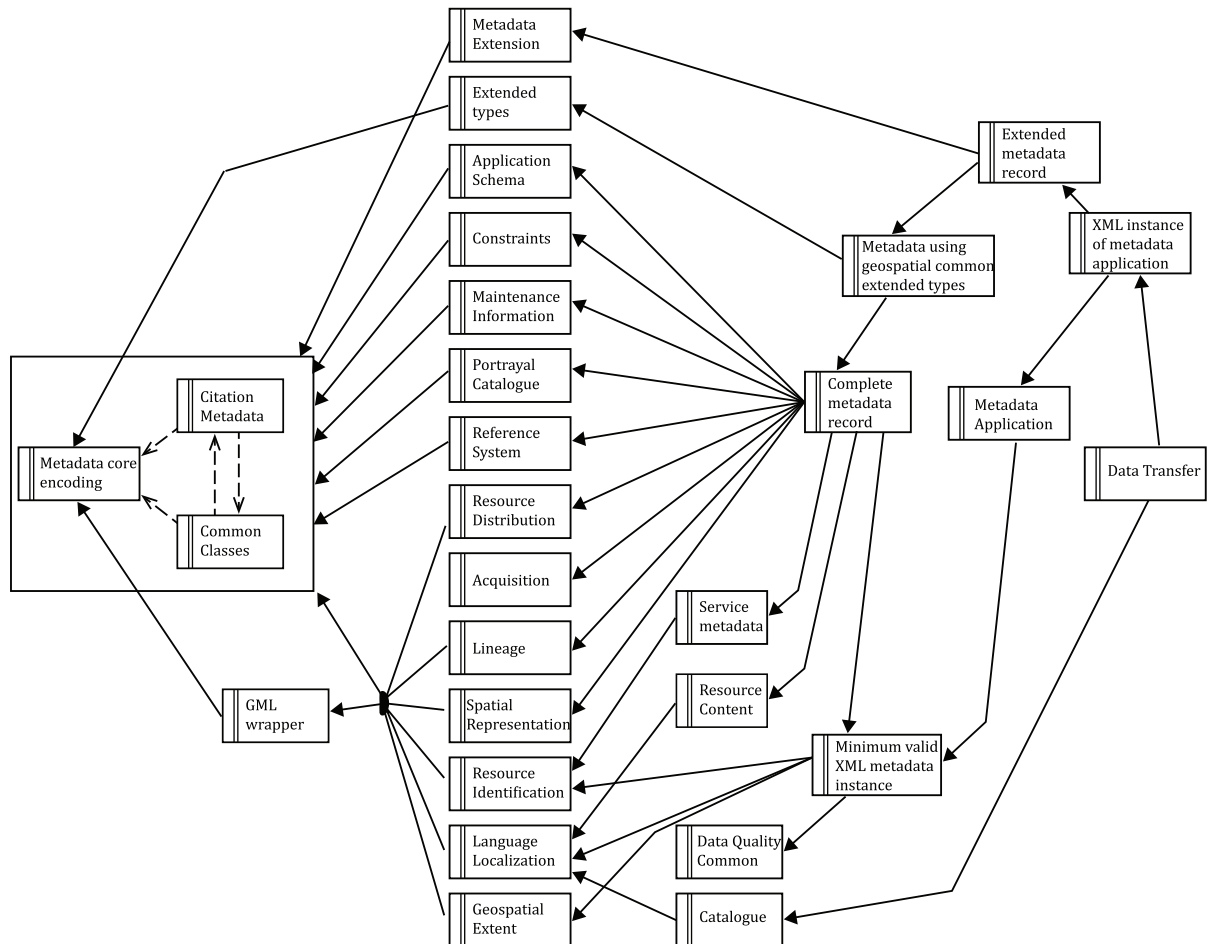 Metadata
Extension
Extended
types
Application
Schema
Constraints
Maintenance
Information
Portrayal
Catalogue
Reference
System
Resource
Distribution
Acquisition
Lineage
Spatial
Representation
Resource
Identification
Language
Localization
Geospatial
Extent
Citation
Metadata
Metadata core
encoding
Common
Classes
GML
wrapper
Extended
metadata
record
XML instance
of metadata
application
Metadata using
geospatial common
extended types
Complete
metadata
record
Metadata
Application
Data Transfer
Service
metadata
Resource
Content
Minimum valid
XML metadata
instance
Data Quality
Common
Catalogue